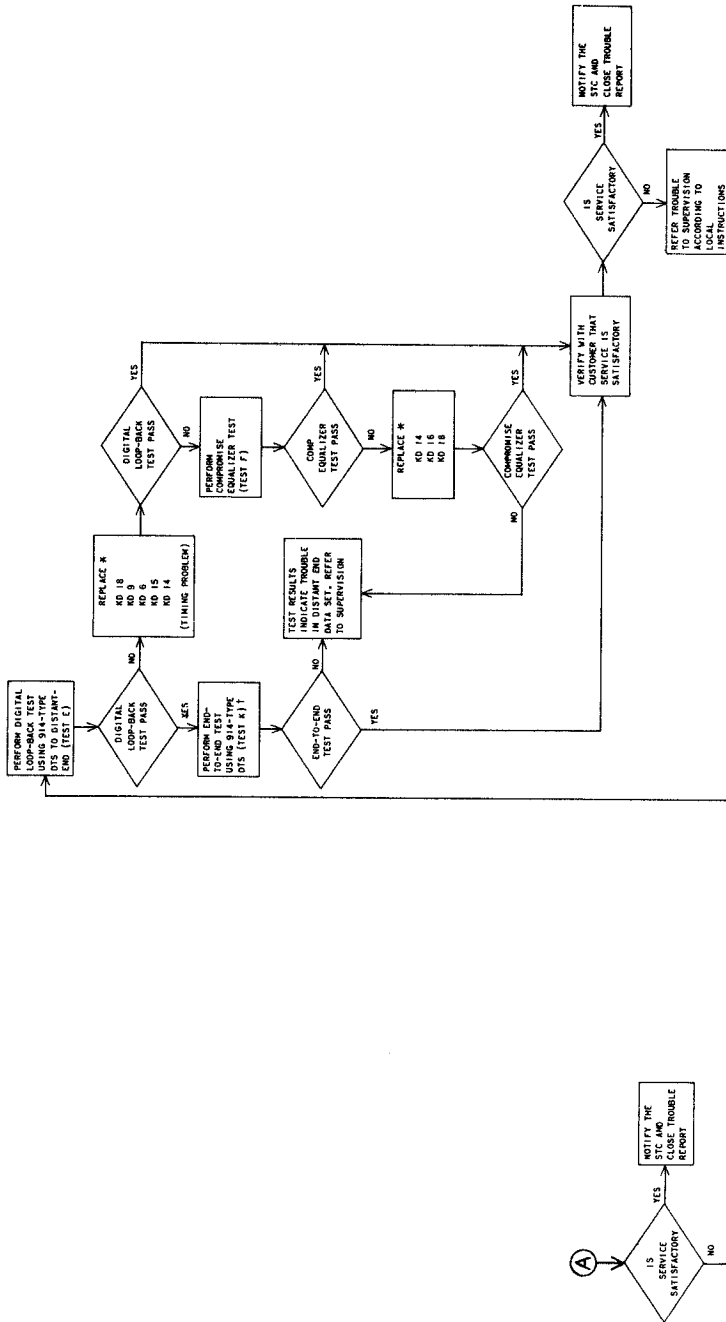 PERFORM DIGITAL
LOOP-BACK TEST
USING 914-TYPE
DTS TO DISTANT-
END (TEST E)
DIGITAL
LOOP-BACK
TEST PASS
NO
YES
REPLACE *
KD 18
KD 9
KD 6
KD 15
KD 14
(TIMING PROBLEM)
DIGITAL
LOOP-BACK
TEST PASS
YES
NO
PERFORM
COMPROMISE
EQUALIZER TEST
(TEST F)
COMP
EQUALIZER
TEST PASS
YES
NO
REPLACE *
KD 14
KD 16
KD 18
COMPROMISE
EQUALIZER
TEST PASS
YES
NO
PERFORM END-
TO-END TEST
USING 914-TYPE
DTS (TEST K)†
END-TO-END
TEST PASS
NO
YES
TEST RESULTS
INDICATE TROUBLE
IN DISTANT END
DATA SET. REFER
TO SUPERVISION
VERIFY WITH
CUSTOMER THAT
SERVICE IS
SATISFACTORY
IS
SERVICE
SATISFACTORY
YES
NO
NOTIFY THE
STC AND
CLOSE TROUBLE
REPORT
REFER TROUBLE
TO SUPERVISION
ACCORDING TO
LOCAL
INSTRUCTIONS
A
IS
SERVICE
SATISFACTORY
YES
NO
NOTIFY THE
STC AND
CLOSE TROUBLE
REPORT